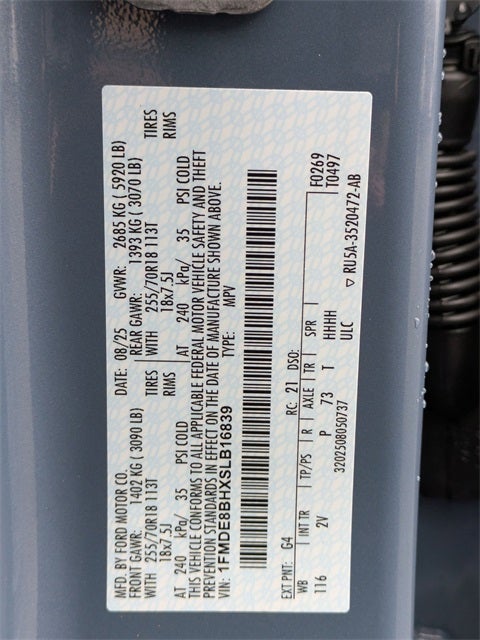 MFD. BY FORD MOTOR CO. DATE: 08/25 GVWR: 2685 KG ( 5920 LB)
FRONT GAWR: 1402 KG ( 3090 LB) REAR GAWR: 1393 KG ( 3070 LB)
WITH 255/70R18 113T TIRES WITH 255/70R18 113T TIRES
18x7.5J RIMS 18x7.5J RIMS
AT 240 kPa/ 35 PSI COLD AT 240 kPa/ 35 PSI COLD
THIS VEHICLE CONFORMS TO ALL APPLICABLE FEDERAL MOTOR VEHICLE SAFETY AND THEFT
PREVENTION STANDARDS IN EFFECT ON THE DATE OF MANUFACTURE SHOWN ABOVE.
VIN: 1FMDE8BHXSLB16839 TYPE: MPV
F0269
T0497
EXT PNT: G4 RC: 21 DSO:
WB INT TR TP/PS R AXLE TR SPR
116 2V P 73 T HHHH
ULC
3202508050737 ▽ RU5A-3520472-AB